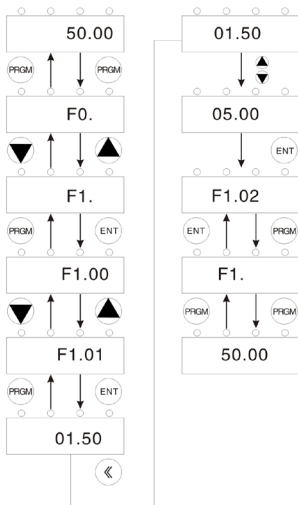 50.00
PRGM PRGM
F0.
F1.
PRGM ENT
F1.00
F1.01
PRGM ENT
01.50
01.50
05.00
ENT
F1.02
ENT PRGM
F1.
PRGM PRGM
50.00